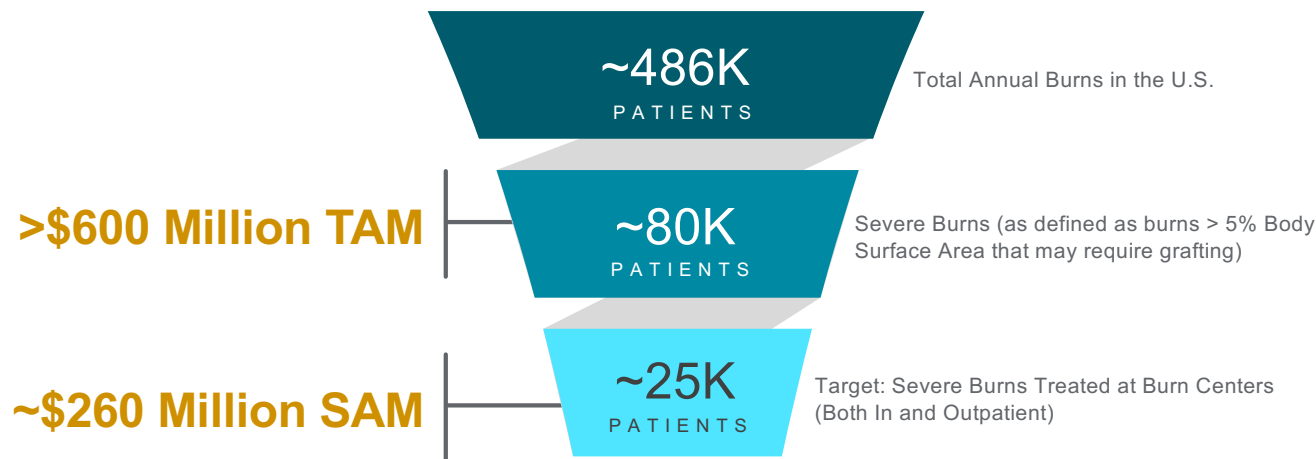 ~486K
PATIENTS
Total Annual Burns in the U.S.
>$600 Million TAM
~80K
PATIENTS
Severe Burns (as defined as burns > 5% Body
Surface Area that may require grafting)
~$260 Million SAM
~25K
PATIENTS
Target: Severe Burns Treated at Burn Centers
(Both In and Outpatient)